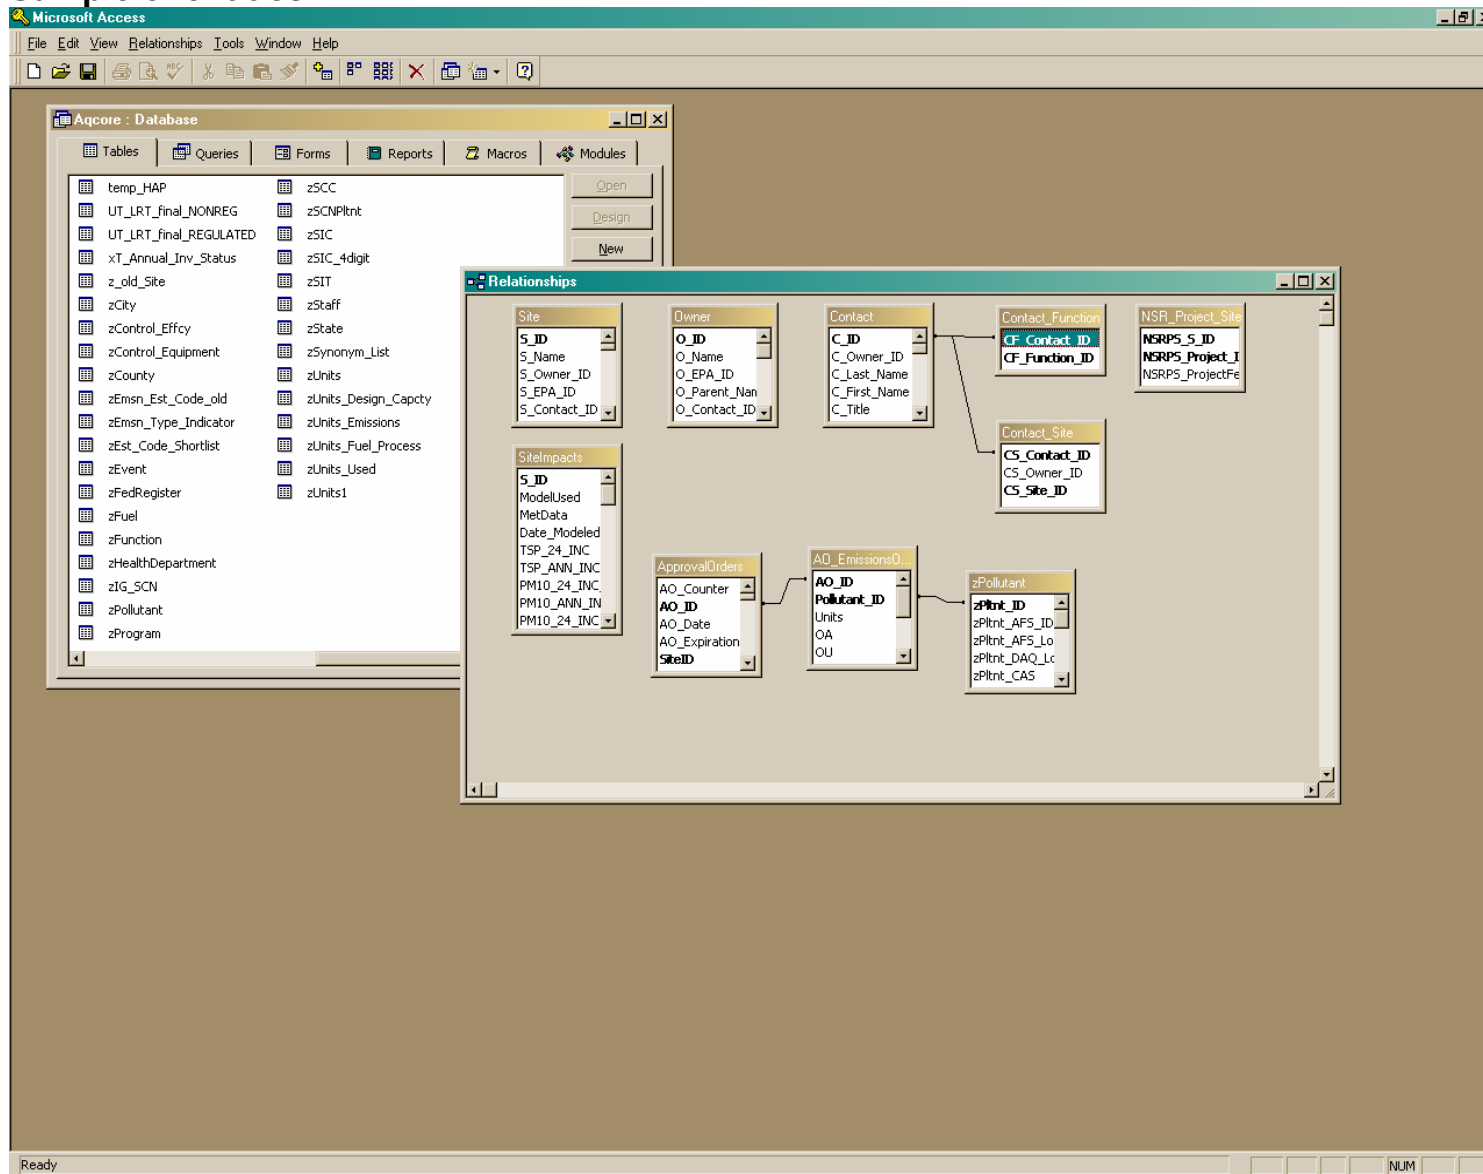 Microsoft Access
File Edit View Relationships Tools Window Help
Aqcore : Database
Tables Queries Forms Reports Macros Modules
temp_HAP
UT_LRT_final_NONREG
UT_LRT_final_REGULATED
xT_Annual_Inv_Status
z_old_Site
zCity
zControl_Effcy
zControl_Equipment
zCounty
zEmsn_Est_Code_old
zEmsn_Type_Indicator
zEst_Code_Shortlist
zEvent
zFedRegister
zFuel
zFunction
zHealthDepartment
zIG_SCN
zPollutant
zProgram
zSCC
zSCNPltnt
zSIC
zSIC_4digit
zSIT
zStaff
zState
zSynonym_List
zUnits
zUnits_Design_Capcty
zUnits_Emissions
zUnits_Fuel_Process
zUnits_Used
zUnits1
Open
Design
New
Relationships
Site
S_ID
S_Name
S_Owner_ID
S_EPA_ID
S_Contact_ID
Owner
O_ID
O_Name
O_EPA_ID
O_Parent_Nan
O_Contact_ID
Contact
C_ID
C_Owner_ID
C_Last_Name
C_First_Name
C_Title
Contact_Function
CF_Contact_ID
CF_Function_ID
NSR_Project_Site
NSRPS_S_ID
NSRPS_Project_I
NSRPS_ProjectFe
Contact_Site
CS_Contact_ID
CS_Owner_ID
CS_Site_ID
SiteImpacts
S_ID
ModelUsed
MetData
Date_Modeled
TSP_24_INC
TSP_ANN_INC
PM10_24_INC_
PM10_ANN_IN
PM10_24_INC
ApprovalOrders
AO_Counter
AO_ID
AO_Date
AO_Expiration
SiteID
AO_EmissionsO...
AO_ID
Pollutant_ID
Units
OA
OU
zPollutant
zPltnt_ID
zPltnt_AFS_ID
zPltnt_AFS_Lo
zPltnt_DAQ_Lc
zPltnt_CAS
Ready
NUM